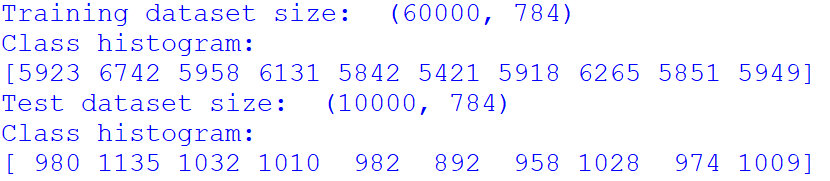 Training dataset size:  (60000, 784)
Class histogram:
[5923 6742 5958 6131 5842 5421 5918 6265 5851 5949]
Test dataset size:  (10000, 784)
Class histogram:
[ 980 1135 1032 1010  982  892  958 1028  974 1009]